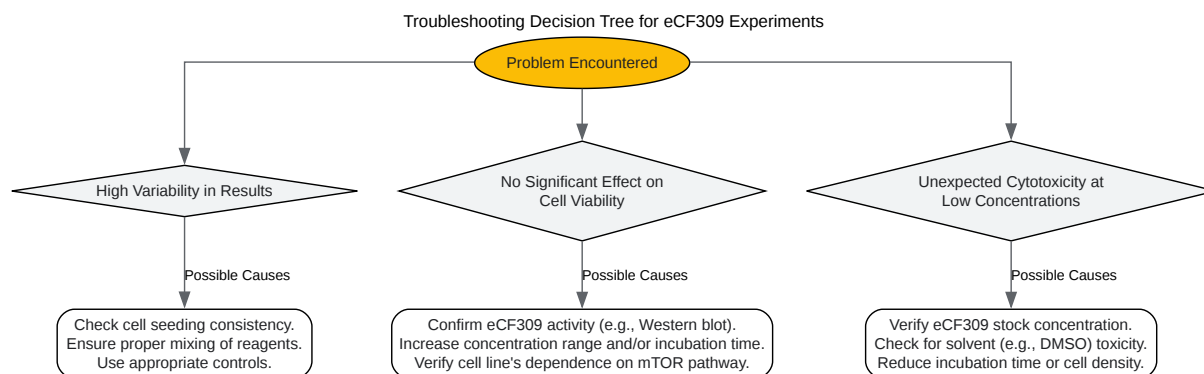 Troubleshooting Decision Tree for eCF309 Experiments
Problem Encountered
High Variability in Results
No Significant Effect on
Cell Viability
Unexpected Cytotoxicity at
Low Concentrations
Possible Causes
Possible Causes
Possible Causes
Check cell seeding consistency.
Ensure proper mixing of reagents.
Use appropriate controls.
Confirm eCF309 activity (e.g., Western blot).
Increase concentration range and/or incubation time.
Verify cell line's dependence on mTOR pathway.
Verify eCF309 stock concentration.
Check for solvent (e.g., DMSO) toxicity.
Reduce incubation time or cell density.